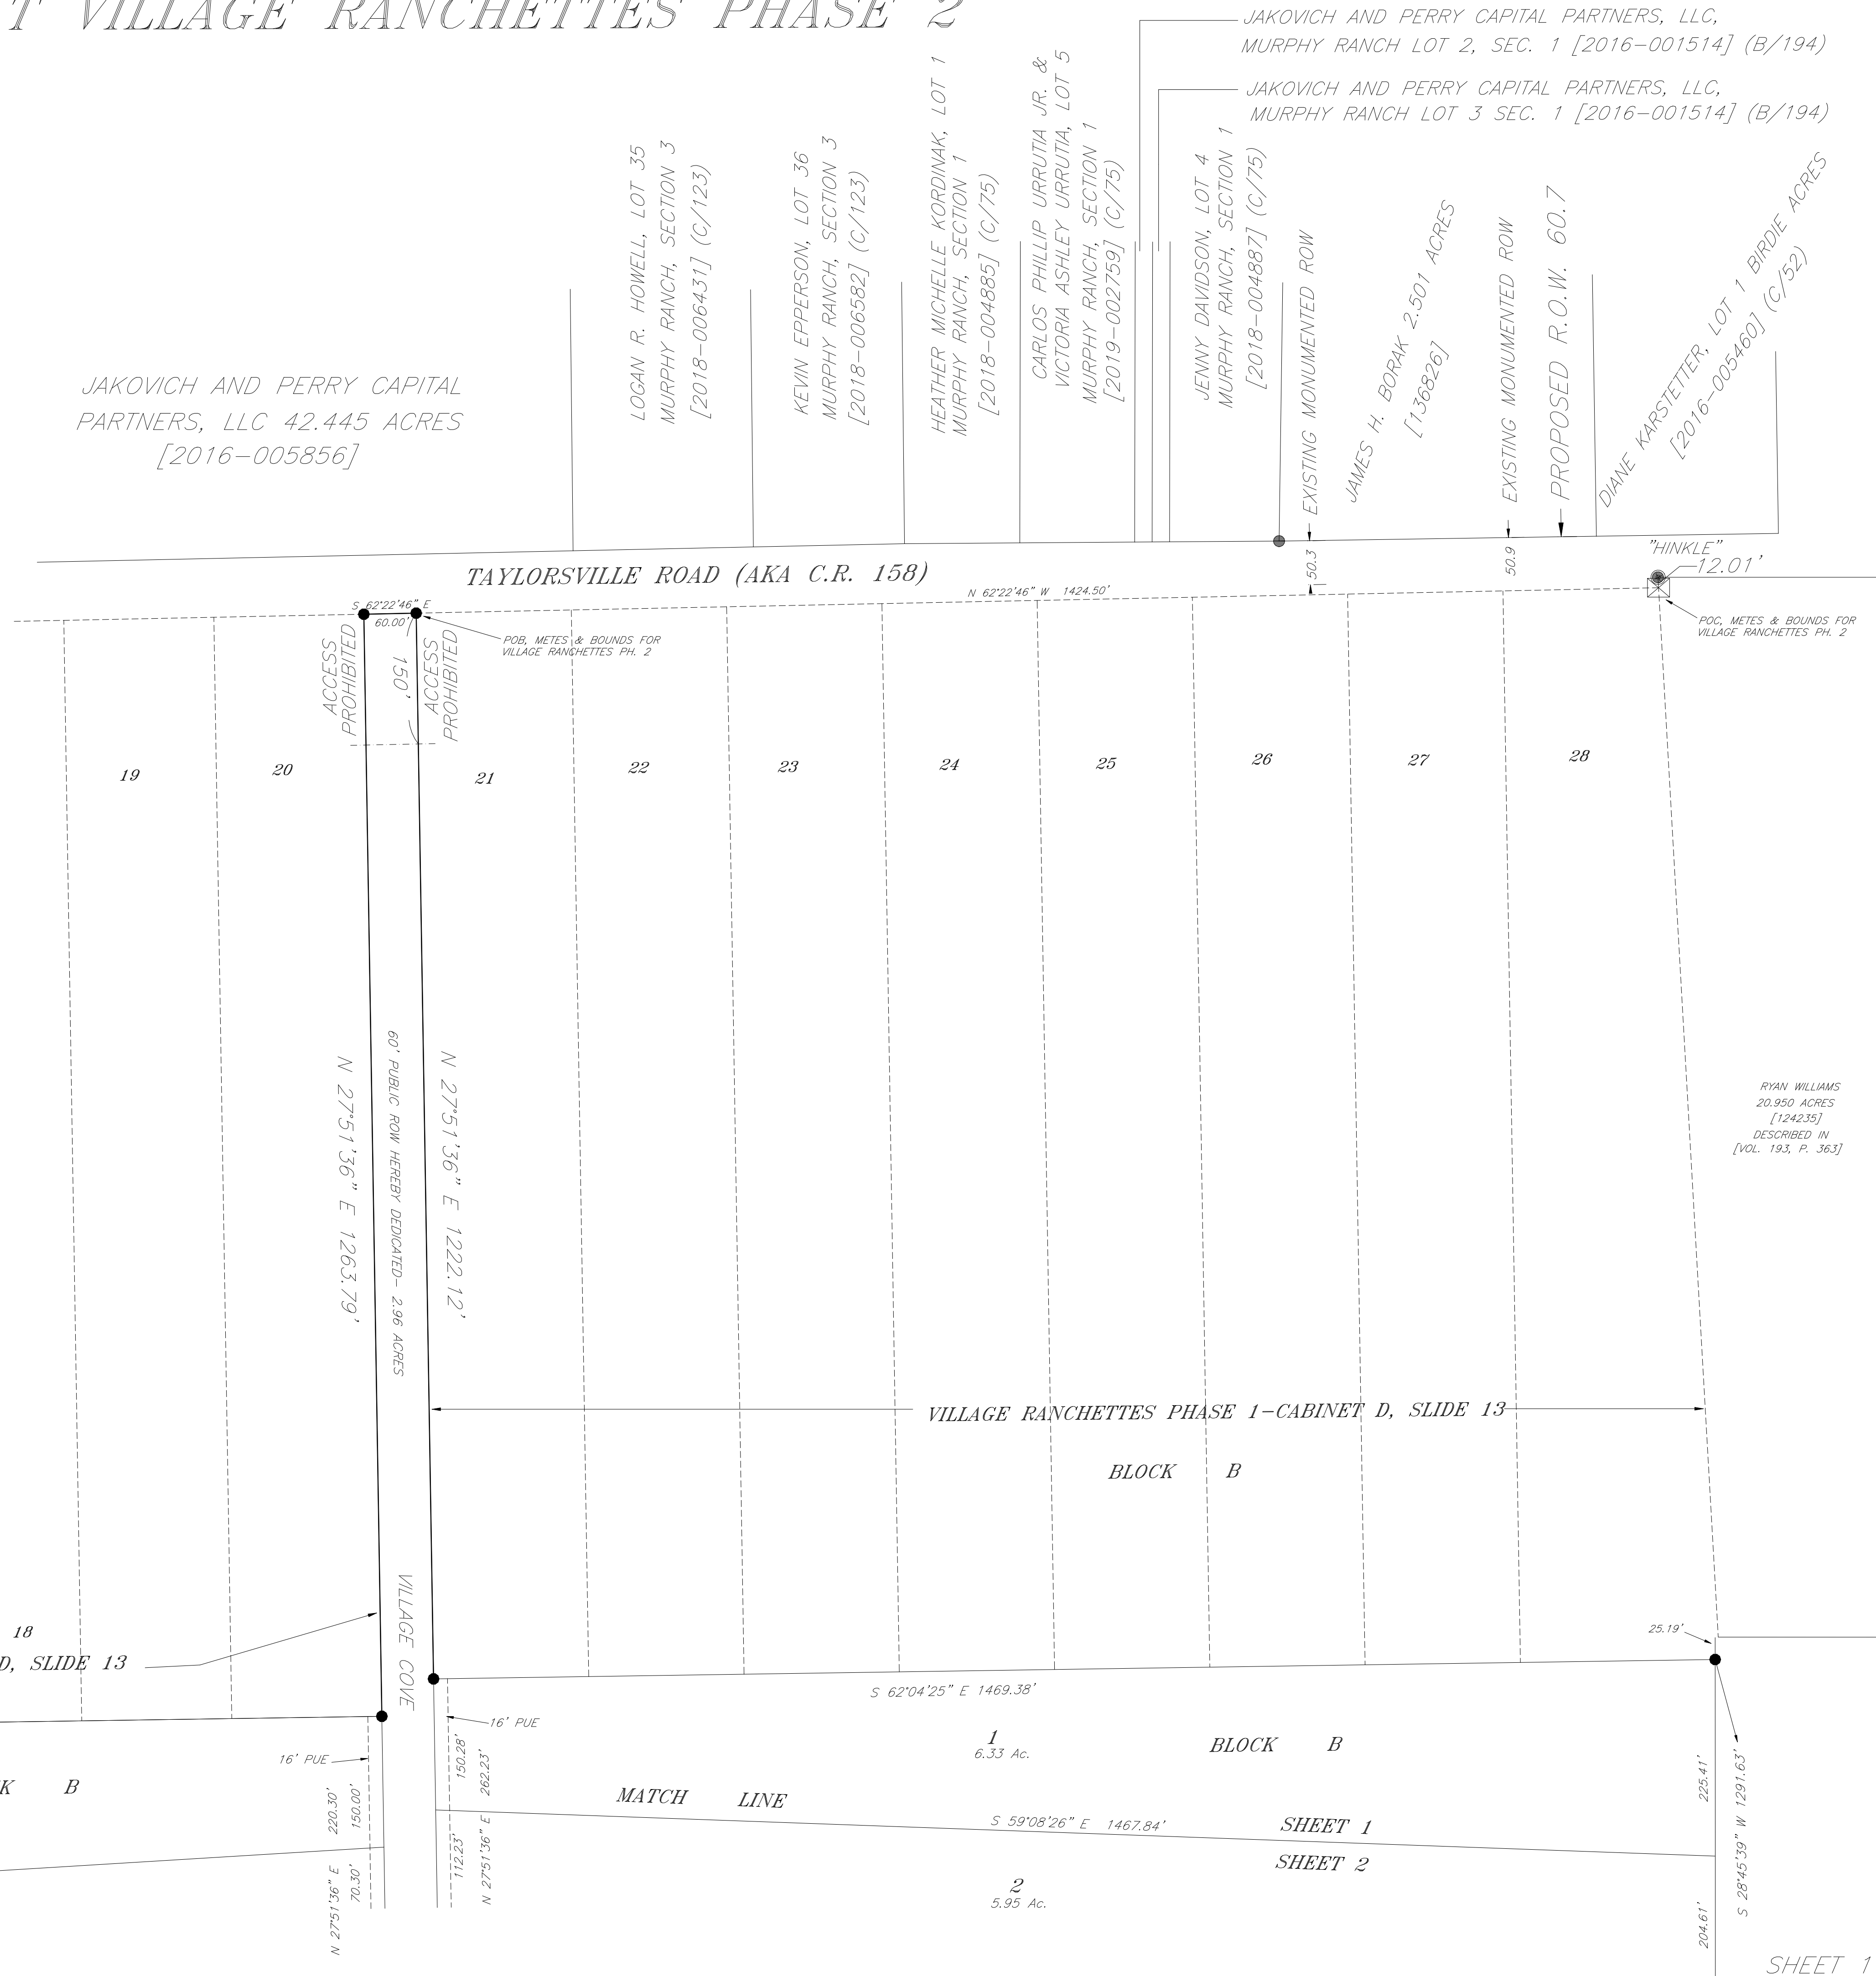 T VILLAGE RANCHETTES PHASE 2
JAKOVICH AND PERRY CAPITAL PARTNERS, LLC,
MURPHY RANCH LOT 2, SEC. 1 [2016-001514] (B/194)
JAKOVICH AND PERRY CAPITAL PARTNERS, LLC,
MURPHY RANCH LOT 3 SEC. 1 [2016-001514] (B/194)
JAKOVICH AND PERRY CAPITAL
PARTNERS, LLC 42.445 ACRES
[2016-005856]
LOGAN R. HOWELL, LOT 35
MURPHY RANCH, SECTION 3
[2018-006431] (C/123)
KEVIN EPPERSON, LOT 36
MURPHY RANCH, SECTION 3
[2018-006582] (C/123)
HEATHER MICHELLE KORDINAK, LOT 1
MURPHY RANCH, SECTION 1
[2018-004885] (C/75)
CARLOS PHILLIP URRUTIA JR. &
VICTORIA ASHLEY URRUTIA, LOT 5
MURPHY RANCH, SECTION 1
[2019-002759] (C/75)
JENNY DAVIDSON, LOT 4
MURPHY RANCH, SECTION 1
[2018-004887] (C/75)
EXISTING MONUMENTED ROW
50.3
JAMES H. BORAK 2.501 ACRES
[136826]
EXISTING MONUMENTED ROW
50.9
PROPOSED R.O.W. 60.7
DIANE KARSTETTER, LOT 1 BIRDIE ACRES
[2016-005460] (C/52)
"HINKLE"
12.01'
TAYLORSVILLE ROAD (AKA C.R. 158)
N 62°22'46" W 1424.50'
S 62°22'46" E
60.00'
POB, METES & BOUNDS FOR
VILLAGE RANCHETTES PH. 2
POC, METES & BOUNDS FOR
VILLAGE RANCHETTES PH. 2
ACCESS
PROHIBITED
150'
ACCESS
PROHIBITED
19
20
21
22
23
24
25
26
27
28
N 27°51'36" E 1263.79'
60' PUBLIC ROW HEREBY DEDICATED- 2.96 ACRES
N 27°51'36" E 1222.12'
RYAN WILLIAMS
20.950 ACRES
[124235]
DESCRIBED IN
[VOL. 193, P. 363]
VILLAGE RANCHETTES PHASE 1-CABINET D, SLIDE 13
BLOCK B
VILLAGE COVE
18
D, SLIDE 13
25.19'
S 62°04'25" E 1469.38'
16' PUE
16' PUE
1
6.33 Ac.
BLOCK B
K B
220.30'
150.00'
150.28'
262.23'
225.41'
S 28°45'39" W 1291.63'
MATCH LINE
S 59°08'26" E 1467.84'
SHEET 1
SHEET 2
N 27°51'36" E
70.30'
112.23'
N 27°51'36" E
2
5.95 Ac.
204.61'
SHEET 1